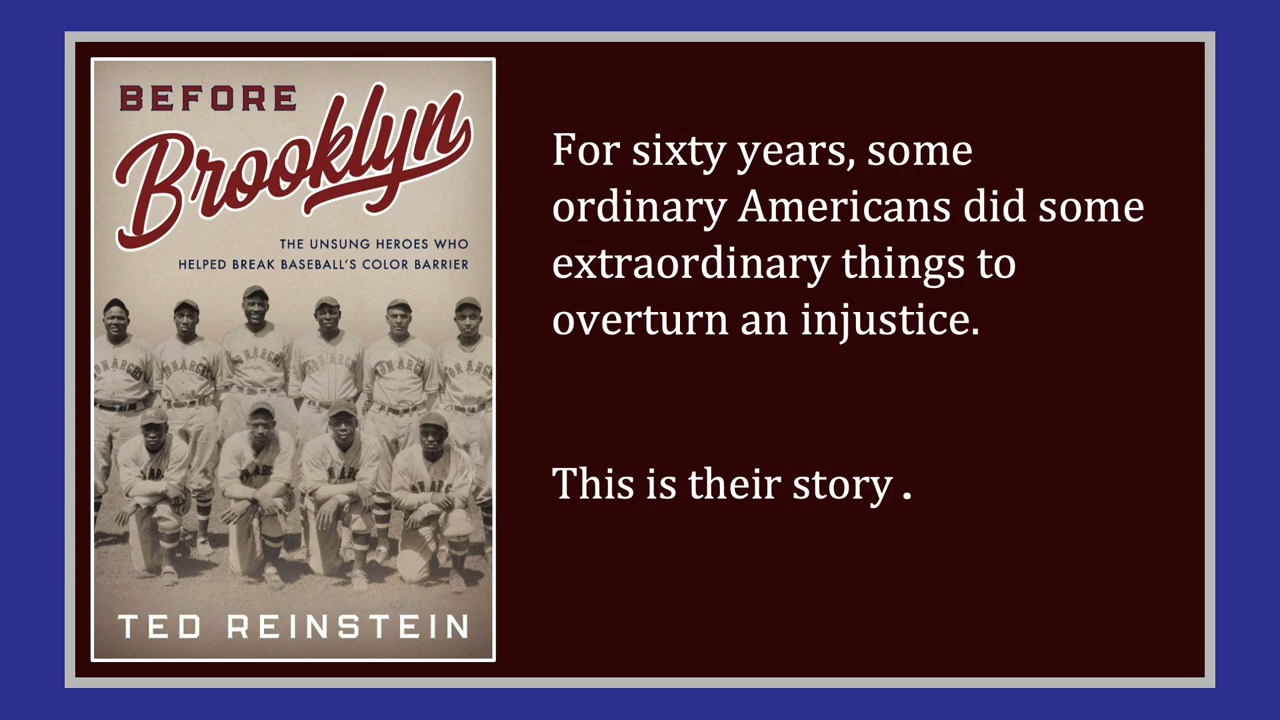 BEFORE
Brooklyn
THE UNSUNG HEROES WHO
HELPED BREAK BASEBALL'S COLOR BARRIER
TED REINSTEIN
For sixty years, some
ordinary Americans did some
extraordinary things to
overturn an injustice.
This is their story .